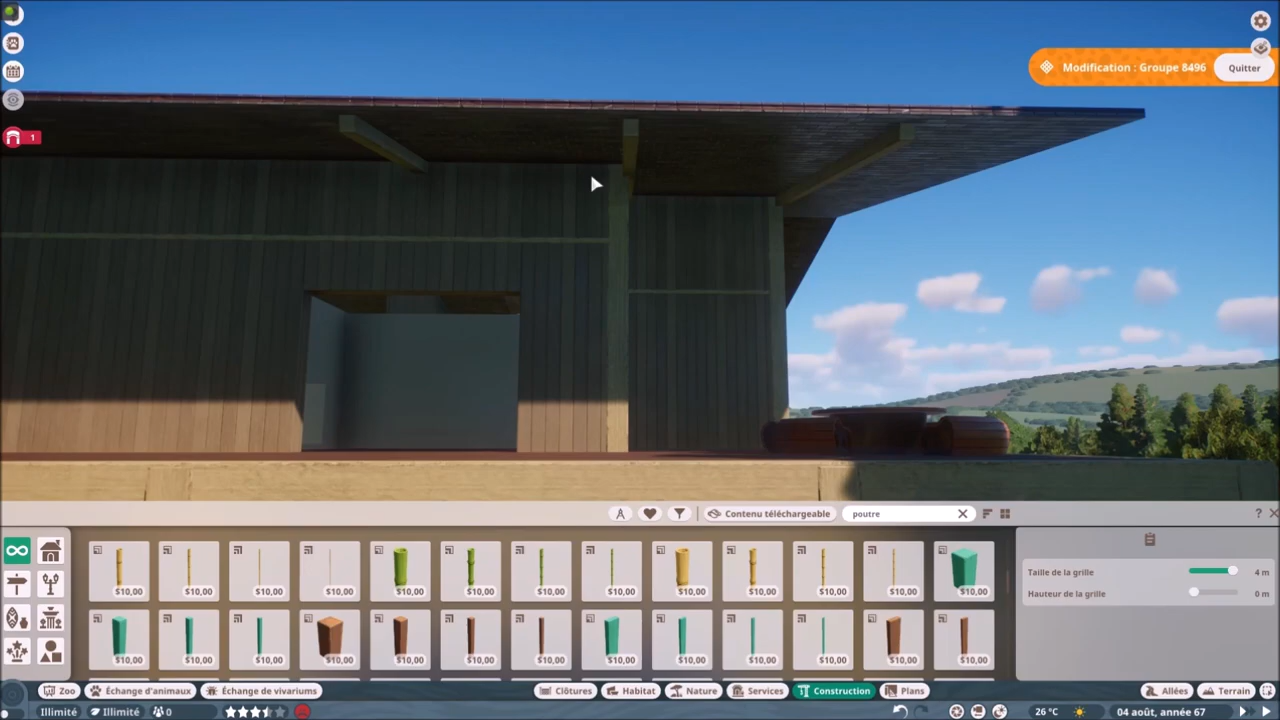 Modification : Groupe 8496
Quitter
1
Contenu téléchargeable
poutre
?
$10,00 $10,00 $10,00 $10,00 $10,00 $10,00 $10,00 $10,00 $10,00 $10,00 $10,00 $10,00 $10,00
$10,00 $10,00 $10,00 $10,00 $10,00 $10,00 $10,00 $10,00 $10,00 $10,00 $10,00 $10,00 $10,00
Taille de la grille 4 m
Hauteur de la grille 0 m
Zoo Échange d'animaux Échange de vivariums Clôtures Habitat Nature Services Construction Plans Allées Terrain
Illimité Illimité 0 26 °C 04 août, année 67